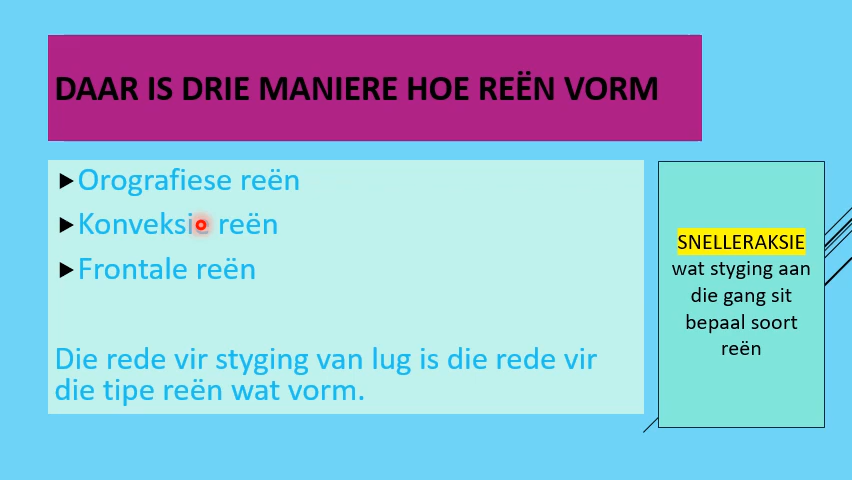 DAAR IS DRIE MANIERE HOE REËN VORM
Orografiese reën
Konveksie reën
Frontale reën
Die rede vir styging van lug is die rede vir
die tipe reën wat vorm.
SNELLERAKSIE
wat styging aan
die gang sit
bepaal soort
reën